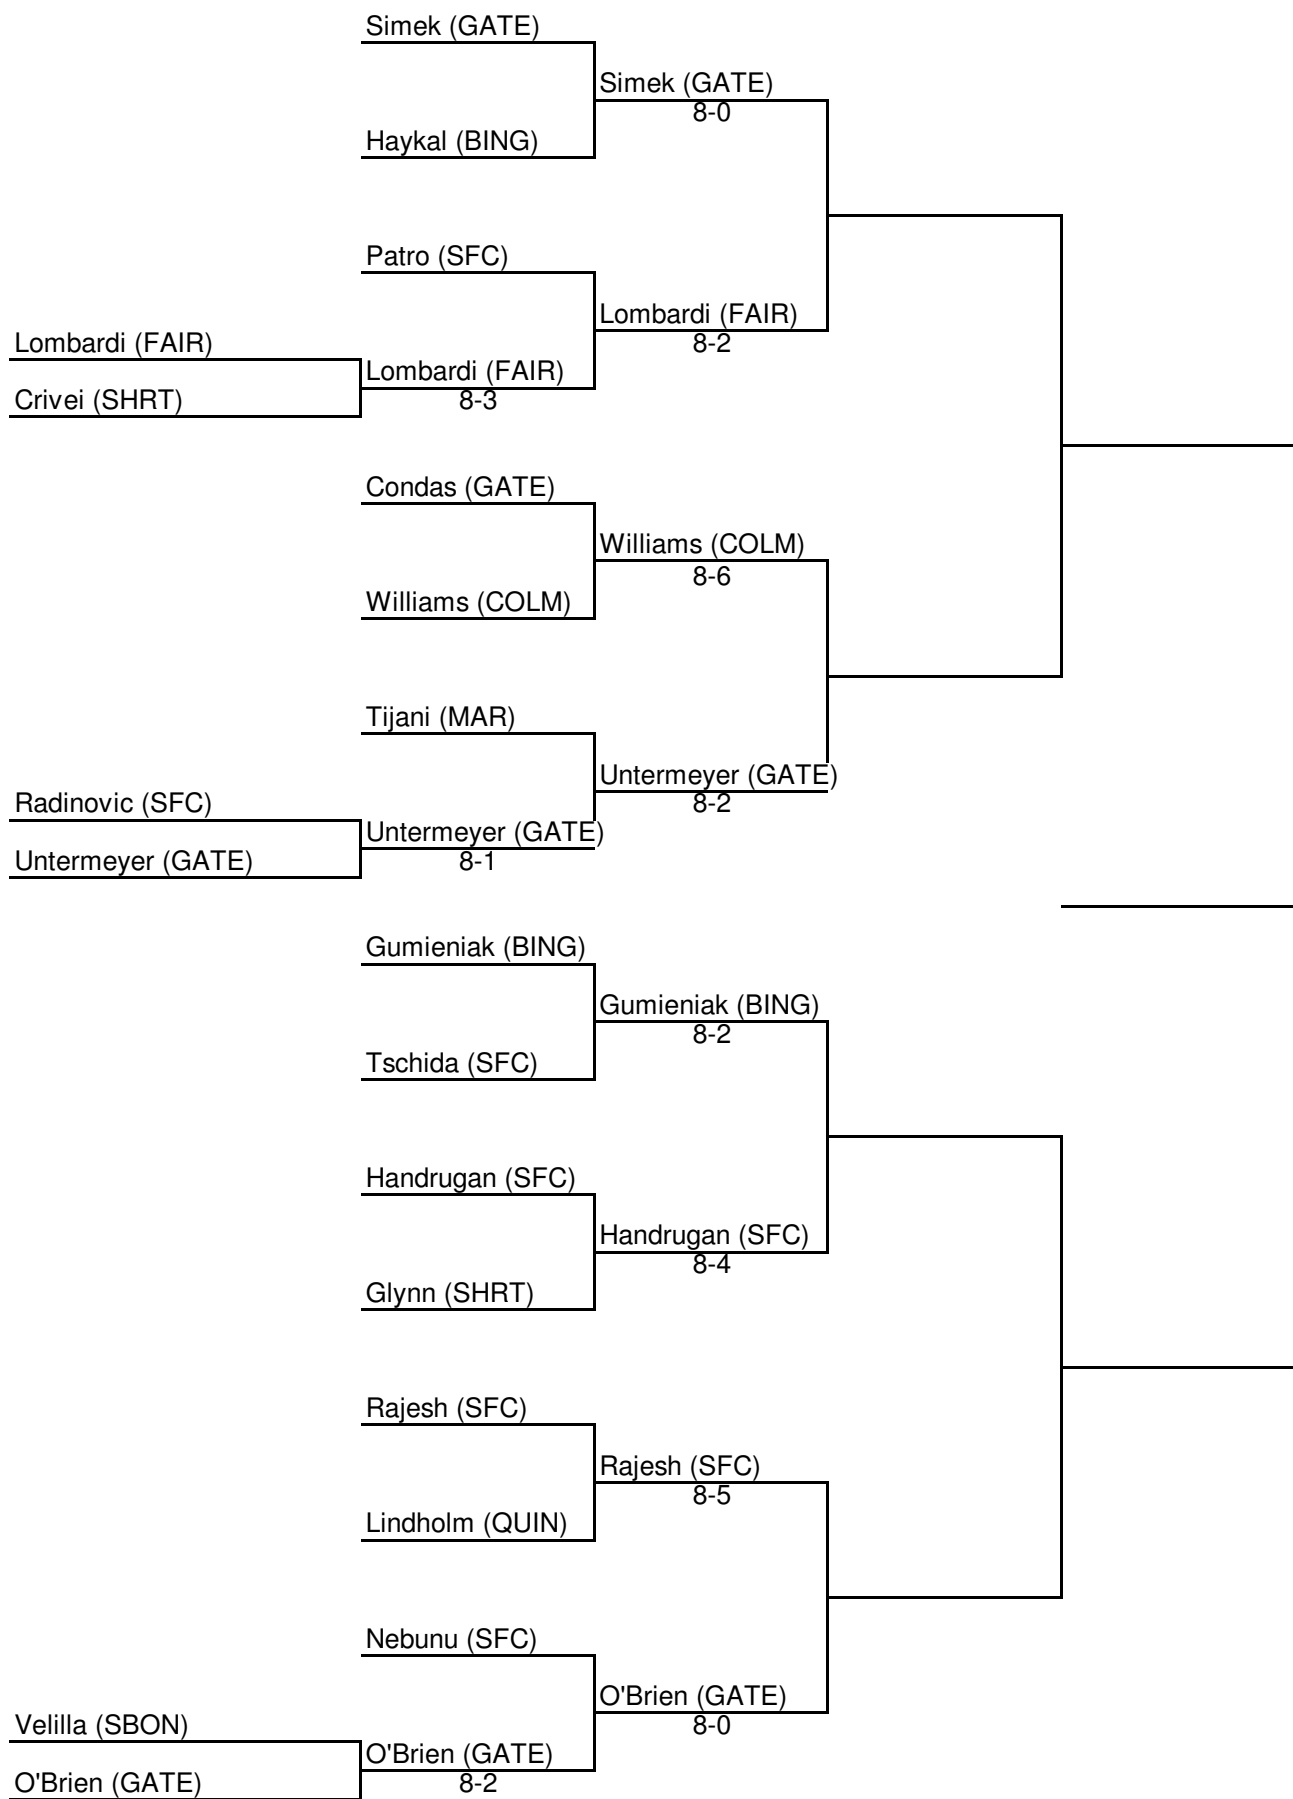 Simek (GATE)
Simek (GATE)
8-0
Haykal (BING)
Patro (SFC)
Lombardi (FAIR)
8-2
Lombardi (FAIR)
Lombardi (FAIR)
8-3
Crivei (SHRT)
Condas (GATE)
Williams (COLM)
8-6
Williams (COLM)
Tijani (MAR)
Untermeyer (GATE)
8-2
Radinovic (SFC)
Untermeyer (GATE)
8-1
Untermeyer (GATE)
Gumieniak (BING)
Gumieniak (BING)
8-2
Tschida (SFC)
Handrugan (SFC)
Handrugan (SFC)
8-4
Glynn (SHRT)
Rajesh (SFC)
Rajesh (SFC)
8-5
Lindholm (QUIN)
Nebunu (SFC)
O'Brien (GATE)
8-0
Velilla (SBON)
O'Brien (GATE)
8-2
O'Brien (GATE)